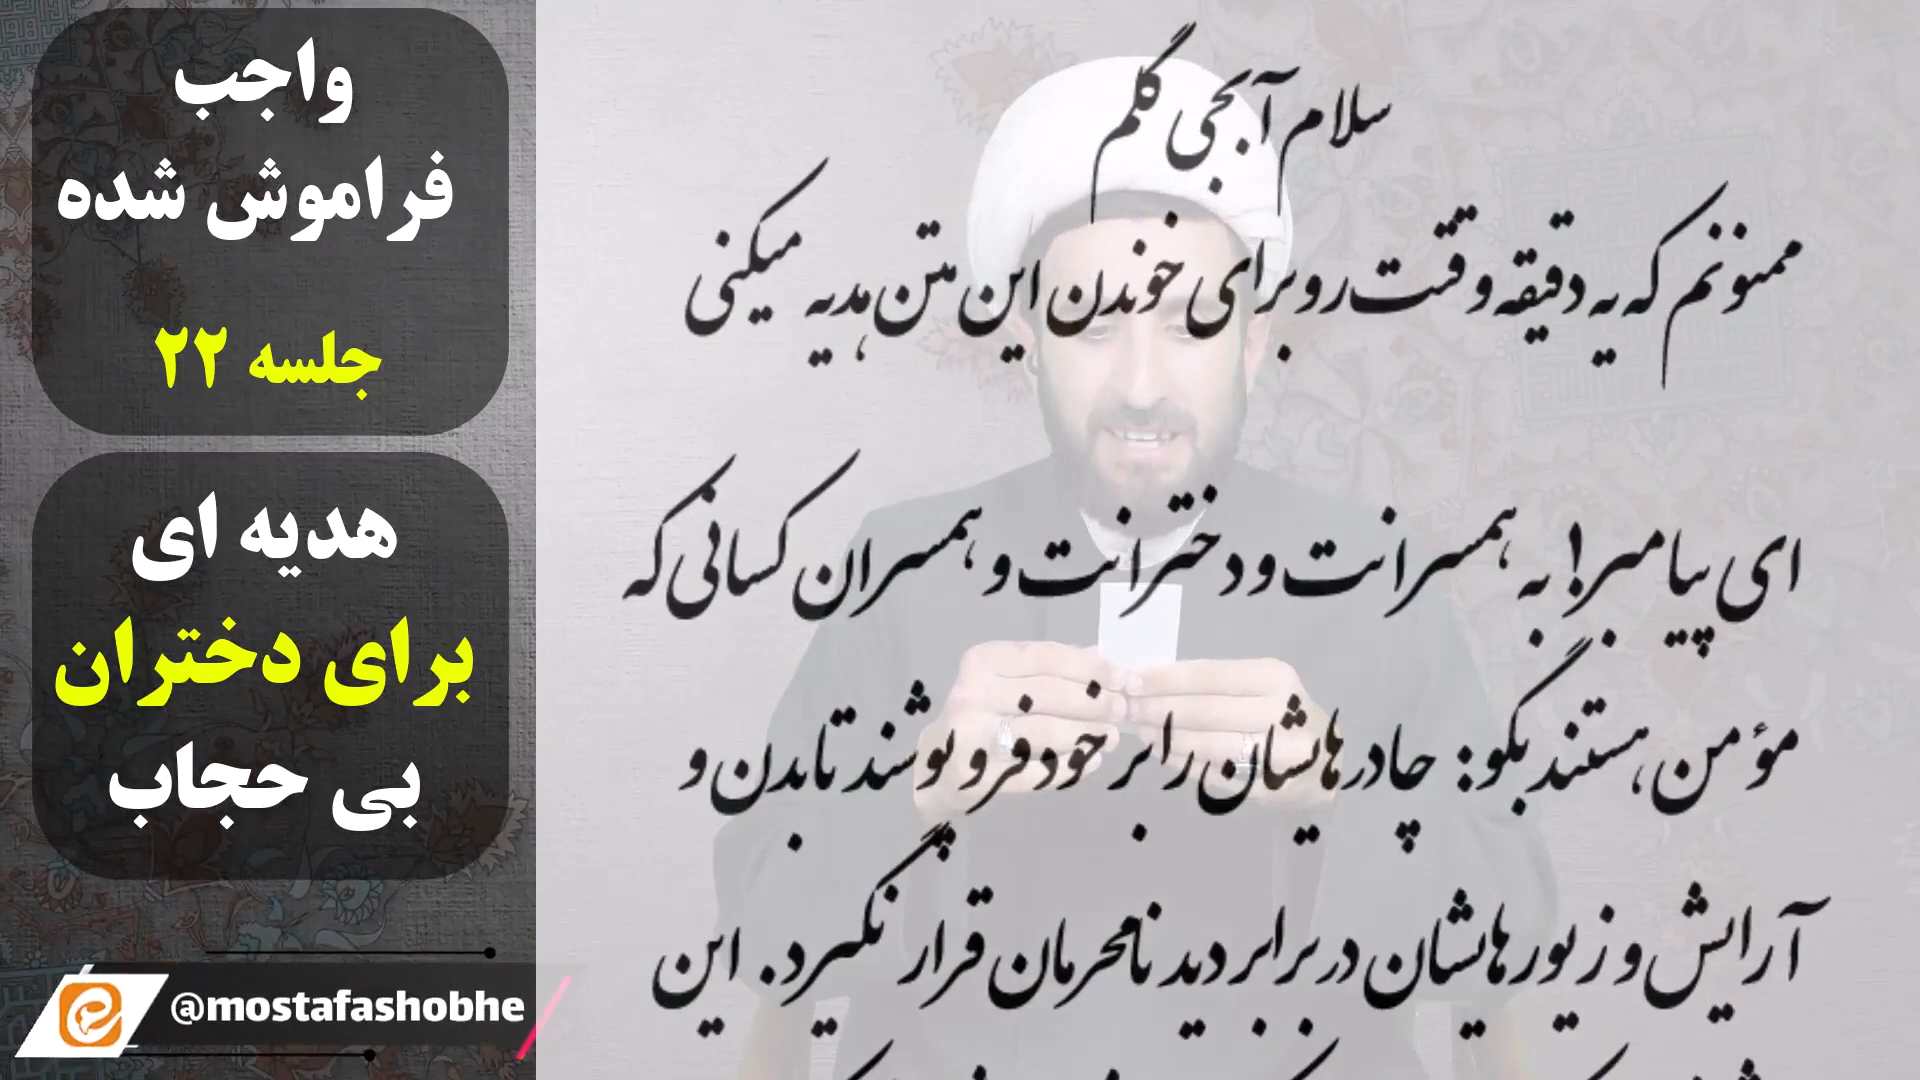 واجب
فراموش شده
جلسه ۲۲
هدیه ای
برای دختران
بی حجاب
@mostafashobhe
سلام آبجی گلم
ممنونم که یه دقیقه وقت رو برای خوندن این متن هدیه میکنی
ای پیامبر! به همسرانت و دخترانت و همسران کسانی که
مؤمن هستند بگو: چادرهایشان را بر خود فرو پوشند تا بدن و
آرایش و زیورهایشان در برابر دید نامحرمان قرار نگیرد. این